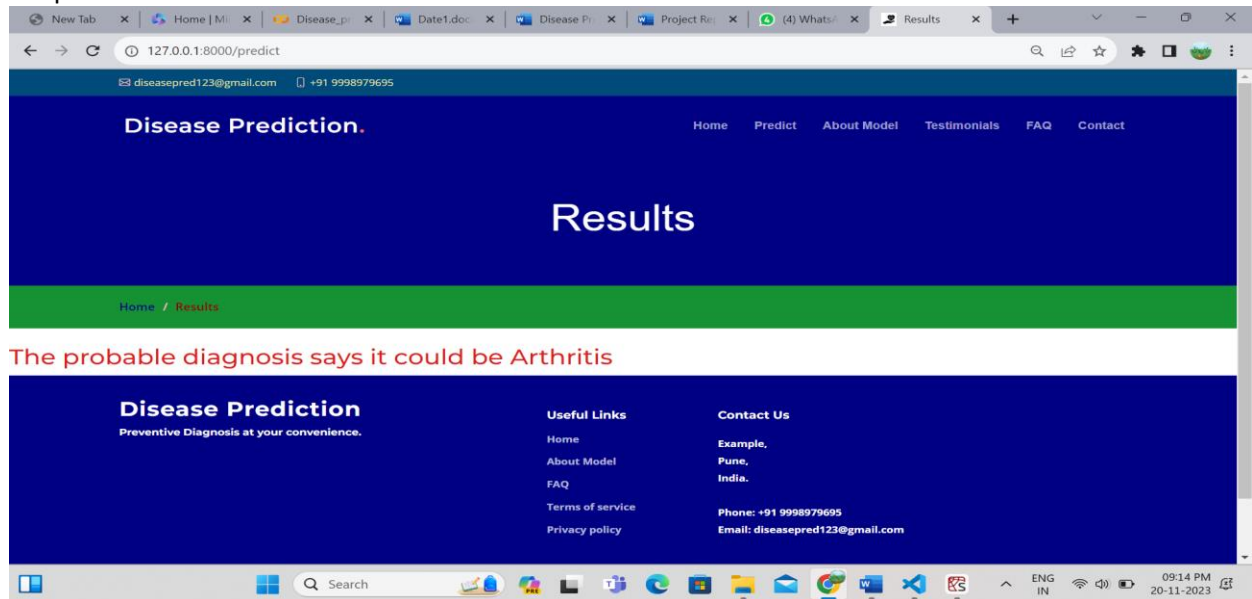 New Tab
Home | Mi
Disease_pr
Date1.doc
Disease Pr
Project Rep
(4) Whats
Results
127.0.0.1:8000/predict
diseasepred123@gmail.com +91 9998979695
Disease Prediction.
Home Predict About Model Testimonials FAQ Contact
Results
Home / Results
The probable diagnosis says it could be Arthritis
Disease Prediction
Preventive Diagnosis at your convenience.
Useful Links
Home
About Model
FAQ
Terms of service
Privacy policy
Contact Us
Example,
Pune,
India.
Phone: +91 9998979695
Email: diseasepred123@gmail.com
Search
ENG
IN
09:14 PM
20-11-2023